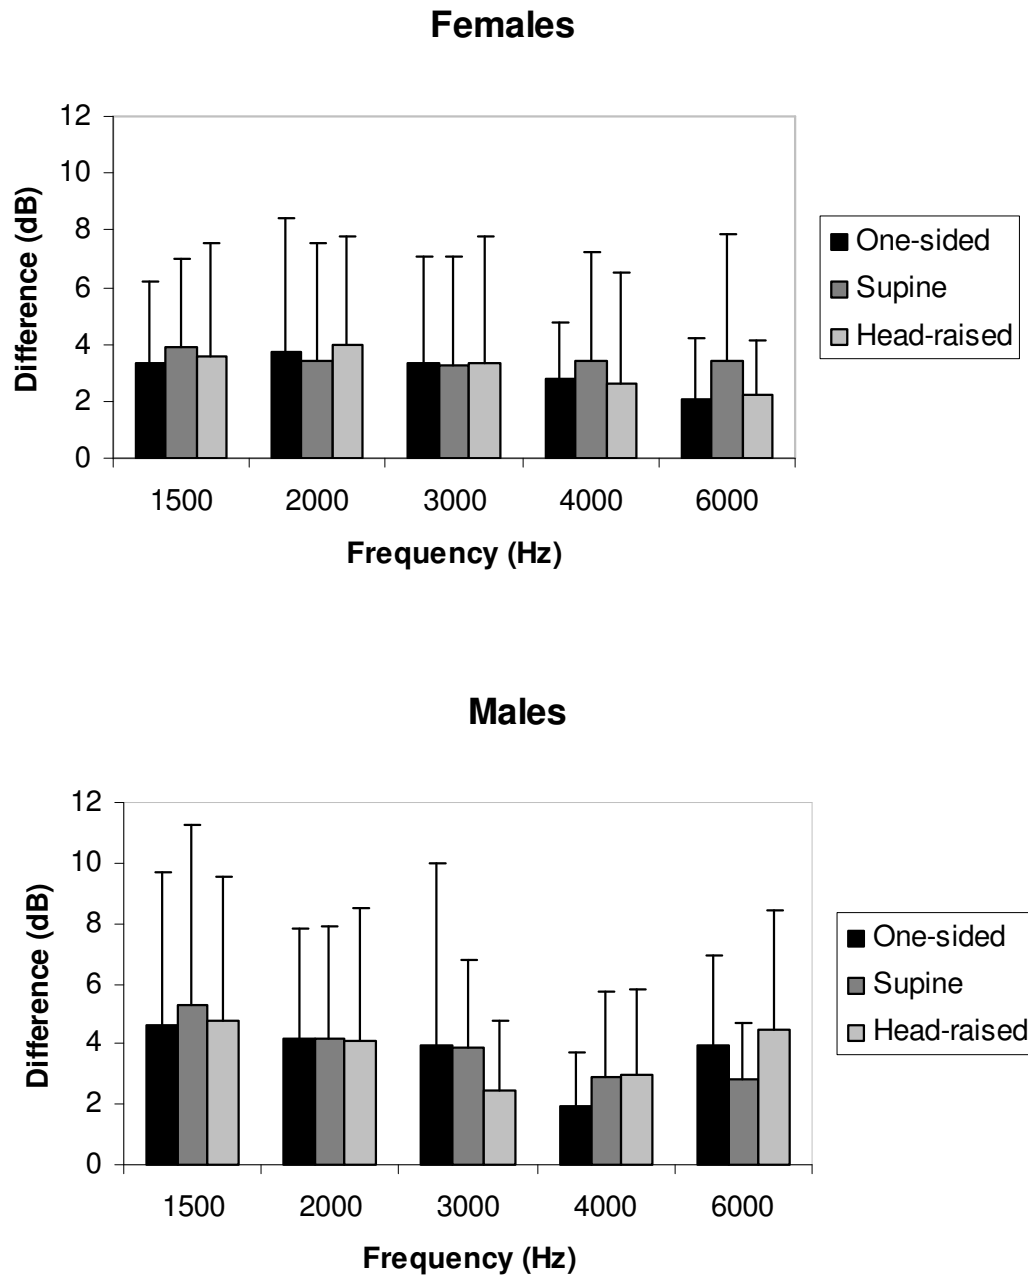 Females
12
10
8
6
4
2
0
Difference (dB)
1500 2000 3000 4000 6000
Frequency (Hz)
One-sided
Supine
Head-raised
Males
12
10
8
6
4
2
0
Difference (dB)
1500 2000 3000 4000 6000
Frequency (Hz)
One-sided
Supine
Head-raised